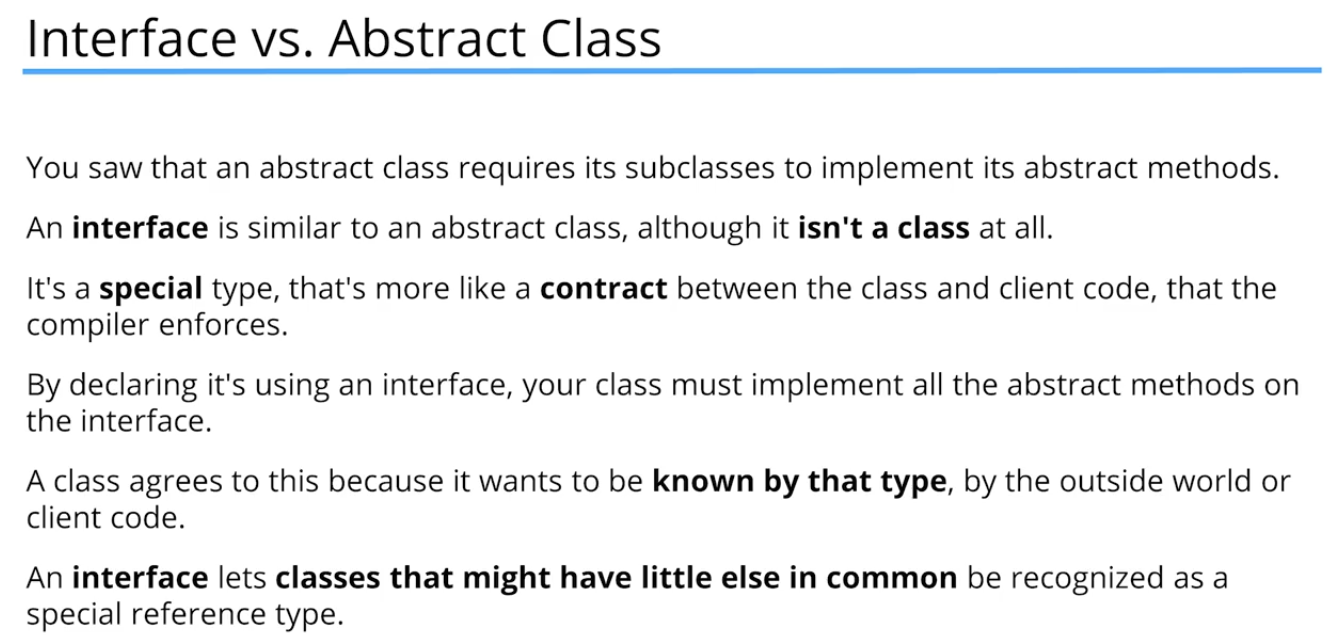 Interface vs. Abstract Class
You saw that an abstract class requires its subclasses to implement its abstract methods.
An interface is similar to an abstract class, although it isn't a class at all.
It's a special type, that's more like a contract between the class and client code, that the
compiler enforces.
By declaring it's using an interface, your class must implement all the abstract methods on
the interface.
A class agrees to this because it wants to be known by that type, by the outside world or
client code.
An interface lets classes that might have little else in common be recognized as a
special reference type.